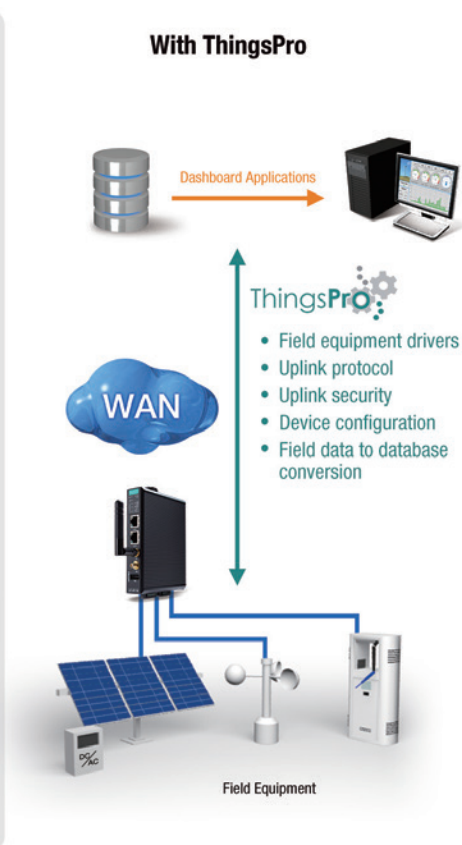 With ThingsPro
Dashboard Applications
ThingsPro
• Field equipment drivers
• Uplink protocol
• Uplink security
• Device configuration
• Field data to database
conversion
WAN
DC/AC
Field Equipment